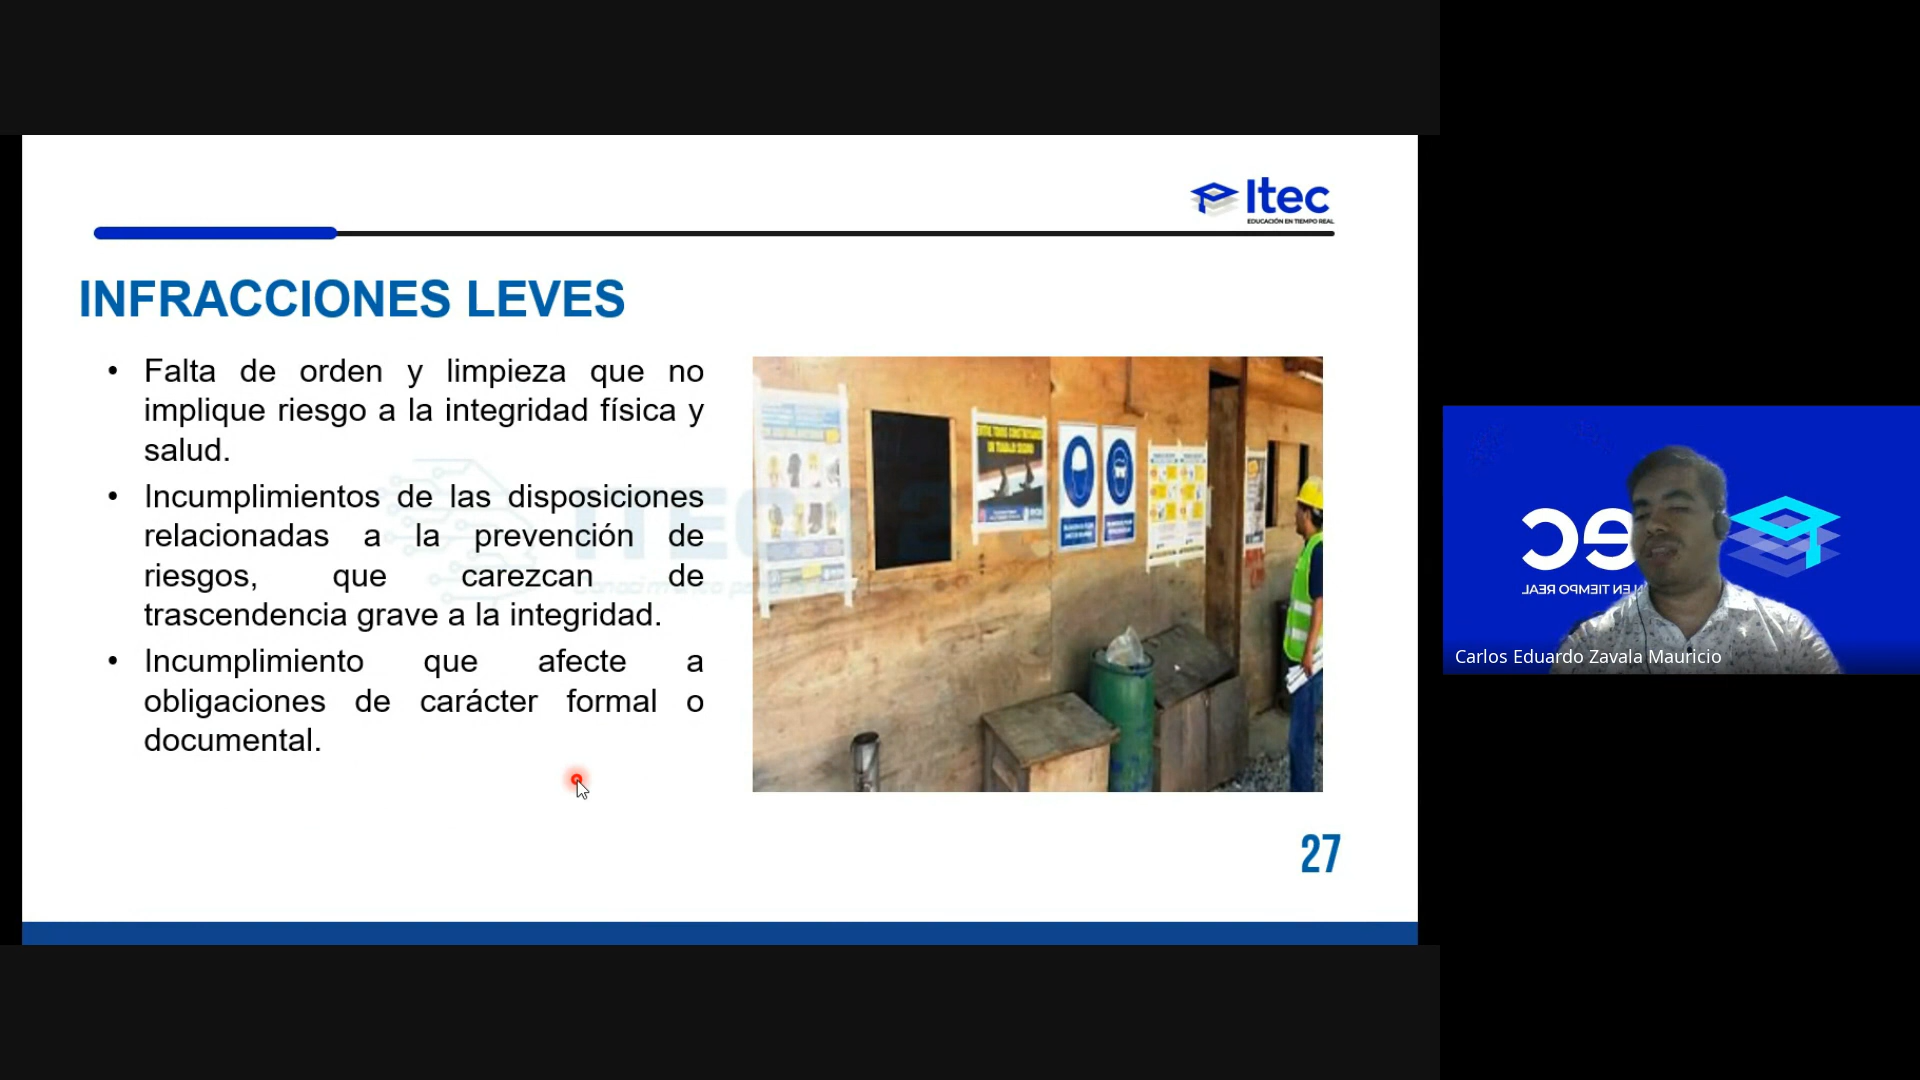 Itec
EDUCACIÓN EN TIEMPO REAL
INFRACCIONES LEVES
• Falta de orden y limpieza que no
implique riesgo a la integridad física y
salud.
• Incumplimientos de las disposiciones
relacionadas a la prevención de
riesgos, que carezcan de
trascendencia grave a la integridad.
• Incumplimiento que afecte a
obligaciones de carácter formal o
documental.
27
Carlos Eduardo Zavala Mauricio